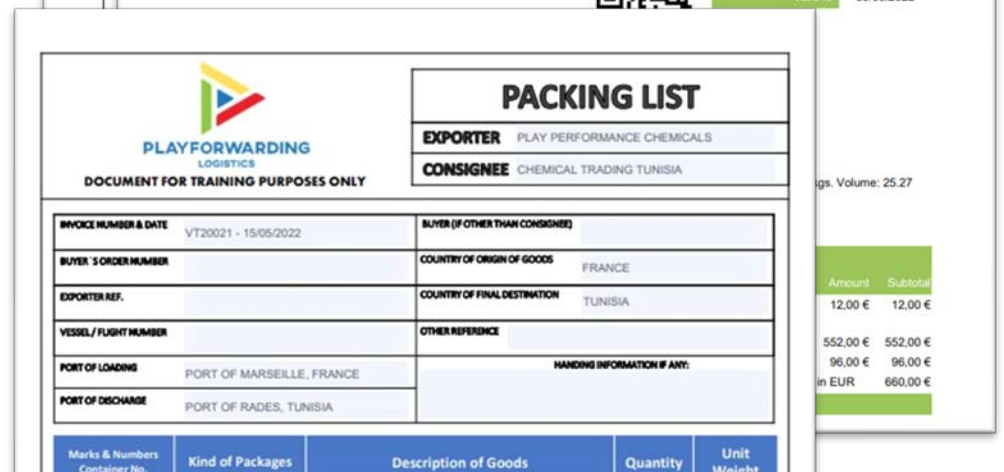 PLAYFORWARDING
LOGISTICS
DOCUMENT FOR TRAINING PURPOSES ONLY
PACKING LIST
EXPORTER PLAY PERFORMANCE CHEMICALS
CONSIGNEE CHEMICAL TRADING TUNISIA
INVOICE NUMBER & DATE VT20021 - 15/05/2022
BUYER (IF OTHER THAN CONSIGNEE)
BUYER´S ORDER NUMBER
COUNTRY OF ORIGIN OF GOODS FRANCE
EXPORTER REF.
COUNTRY OF FINAL DESTINATION TUNISIA
VESSEL / FLIGHT NUMBER
OTHER REFERENCE
PORT OF LOADING PORT OF MARSEILLE, FRANCE
HANDING INFORMATION IF ANY:
PORT OF DISCHARGE PORT OF RADES, TUNISIA
Marks & Numbers
Container No.
Kind of Packages
Description of Goods
Quantity
Unit
Weight
Volume: 25.27
Amount Subtotal
12,00 € 12,00 €
552,00 € 552,00 €
96,00 € 96,00 €
in EUR 660,00 €